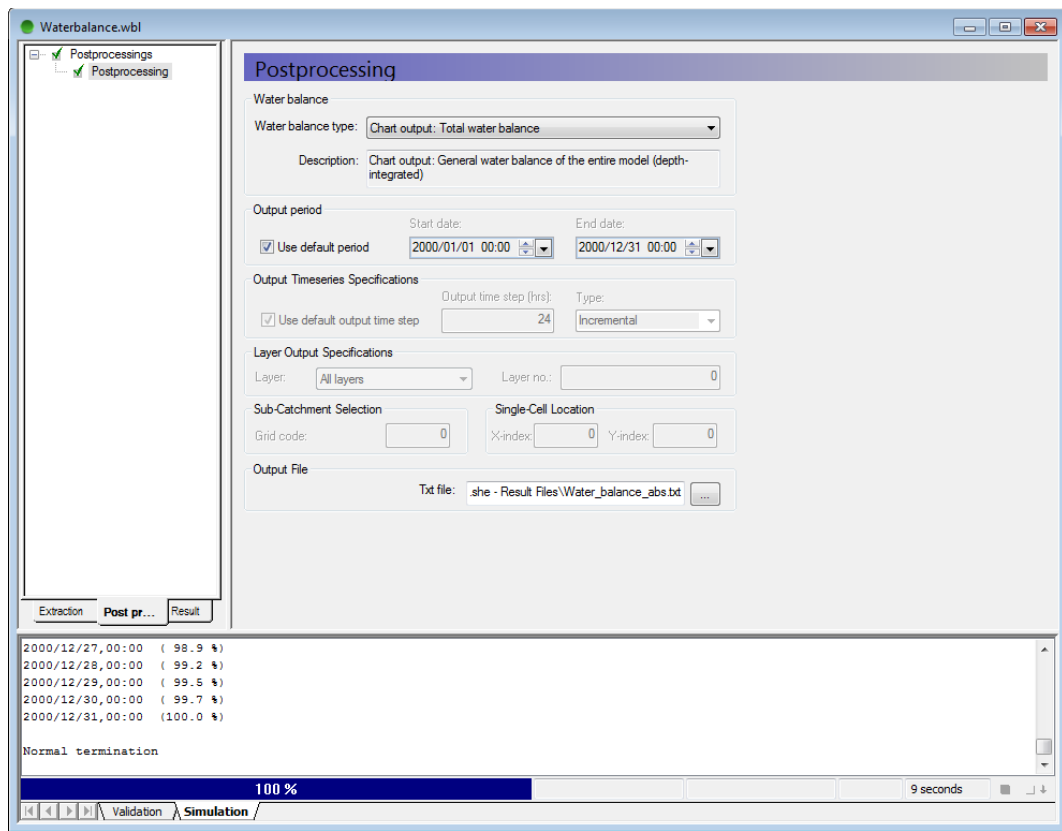 Waterbalance.wbl
Postprocessings
Postprocessing
Postprocessing
Water balance
Water balance type: Chart output: Total water balance
Description: Chart output: General water balance of the entire model (depth-
integrated)
Output period
Start date: End date:
Use default period 2000/01/01 00:00 2000/12/31 00:00
Output Timeseries Specifications
Output time step (hrs): Type:
Use default output time step 24 Incremental
Layer Output Specifications
Layer: All layers Layer no.: 0
Sub-Catchment Selection Single-Cell Location
Grid code: 0 X-index: 0 Y-index: 0
Output File
Txt file: .she - Result Files\Water_balance_abs.txt ...
Extraction Post pr... Result
2000/12/27,00:00 ( 98.9 %)
2000/12/28,00:00 ( 99.2 %)
2000/12/29,00:00 ( 99.5 %)
2000/12/30,00:00 ( 99.7 %)
2000/12/31,00:00 (100.0 %)
Normal termination
100 % 9 seconds
Validation Simulation